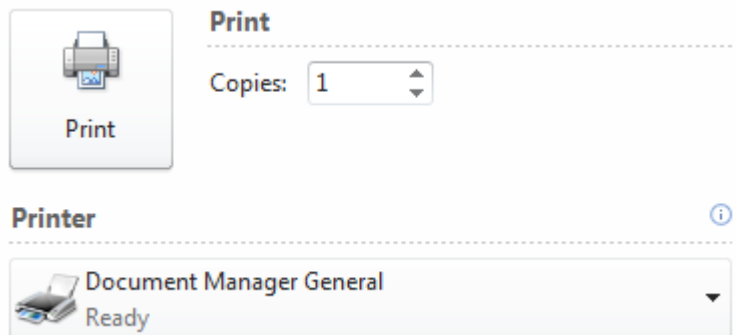 Print
Print
Copies: 1
Printer
Document Manager General
Ready